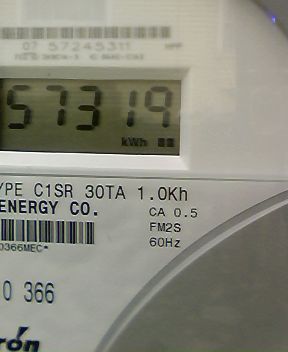 07 57245311
57319
kWh
YPE C1SR 30TA 1.0Kh
ENERGY CO.
CA 0.5
FM2S
60Hz
0366MEC*
0 366
rón